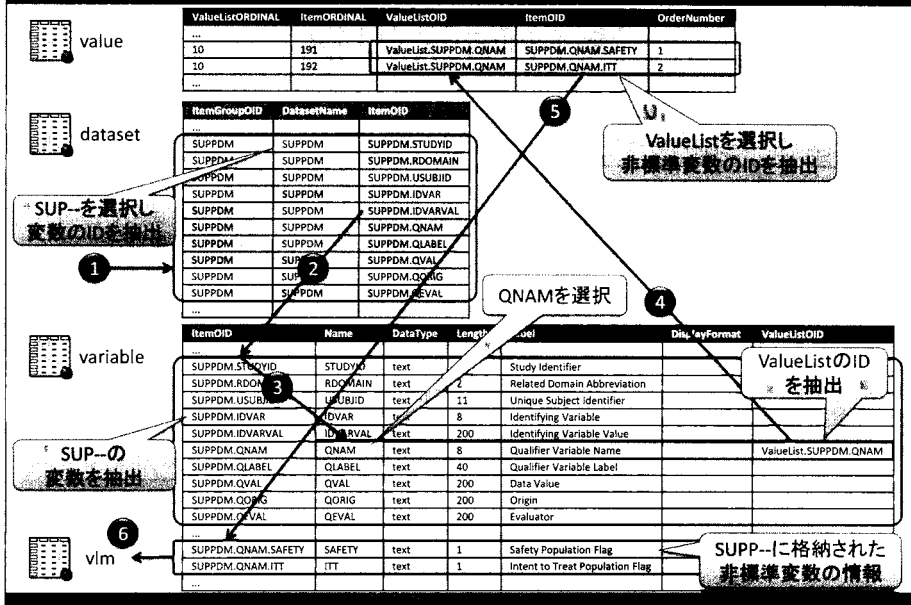 ValueListORDINAL ItemORDINAL ValueListOID ItemOID OrderNumber
...
value
10 191 ValueList.SUPPDM.QNAM SUPPDM.QNAM.SAFETY 1
10 192 ValueList.SUPPDM.QNAM SUPPDM.QNAM.ITT 2
...
5
ValueListを選択し
非標準変数のIDを抽出
ItemGroupOID DatasetName ItemOID
...
dataset
SUPPDM SUPPDM SUPPDM.STUDYID
SUPPDM SUPPDM SUPPDM.RDOMAIN
SUPPDM SUPPDM SUPPDM.USUBJID
SUPPDM SUPPDM SUPPDM.IDVAR
SUPPDM SUPPDM SUPPDM.IDVARVAL
SUPPDM SUPPDM SUPPDM.QNAM
SUPPDM SUPPDM SUPPDM.QLABEL
SUPPDM SUPPDM.QVAL
SUPPDM SUPPDM.QORIG
SUPPDM SUPPDM SUPPDM.QEVAL
...
SUP--を選択し
変数のIDを抽出
1
2
QNAMを選択
4
ItemOID Name DataType Length Label DisplayFormat ValueListOID
...
variable
SUPPDM.STUDYID STUDYID text Study Identifier
SUPPDM.RDOMAIN RDOMAIN text 2 Related Domain Abbreviation
SUPPDM.USUBJID USUBJID text 11 Unique Subject Identifier
SUPPDM.IDVAR IDVAR text 8 Identifying Variable
SUPPDM.IDVARVAL IDVARVAL text 200 Identifying Variable Value
SUPPDM.QNAM QNAM text 8 Qualifier Variable Name ValueList.SUPPDM.QNAM
SUPPDM.QLABEL QLABEL text 40 Qualifier Variable Label
SUPPDM.QVAL QVAL text 200 Data Value
SUPPDM.QORIG QORIG text 200 Origin
SUPPDM.QEVAL QEVAL text 200 Evaluator
...
3
ValueListのID
を抽出
SUP--の
変数を抽出
6
vlm
SUPPDM.QNAM.SAFETY SAFETY text 1 Safety Population Flag
SUPPDM.QNAM.ITT ITT text 1 Intent to Treat Population Flag
...
SUPP--に格納された
非標準変数の情報